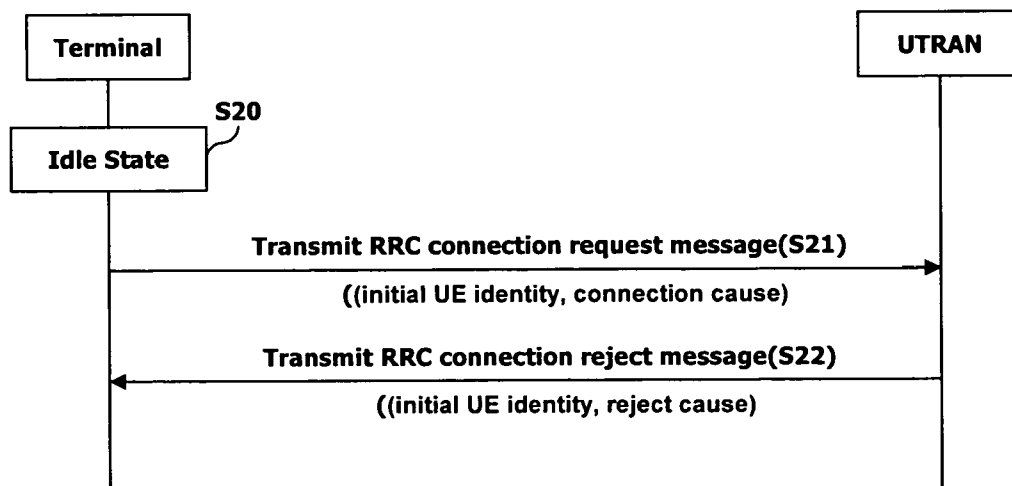 Terminal
UTRAN
S20
Idle State
Transmit RRC connection request message(S21)
((initial UE identity, connection cause)
Transmit RRC connection reject message(S22)
((initial UE identity, reject cause)